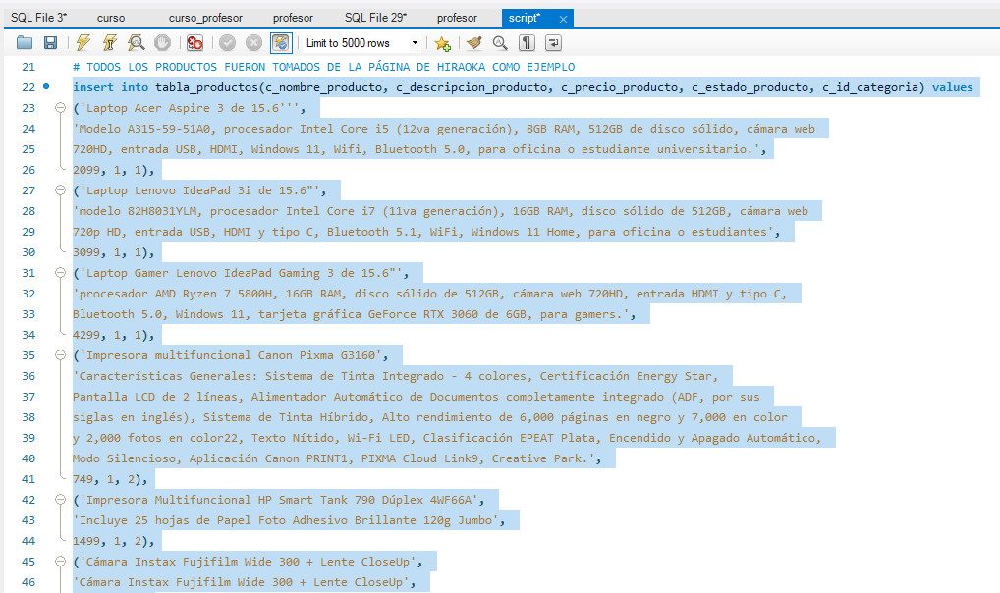 SQL File 3* curso curso_profesor profesor SQL File 29* profesor script* ×
Limit to 5000 rows
21 # TODOS LOS PRODUCTOS FUERON TOMADOS DE LA PÁGINA DE HIRAOKA COMO EJEMPLO
22 insert into tabla_productos(c_nombre_producto, c_descripcion_producto, c_precio_producto, c_estado_producto, c_id_categoria) values
23 ('Laptop Acer Aspire 3 de 15.6''',
24 'Modelo A315-59-51A0, procesador Intel Core i5 (12va generación), 8GB RAM, 512GB de disco sólido, cámara web
25 720HD, entrada USB, HDMI, Windows 11, Wifi, Bluetooth 5.0, para oficina o estudiante universitario.',
26 2099, 1, 1),
27 ('Laptop Lenovo IdeaPad 3i de 15.6"',
28 'modelo 82H8031YLM, procesador Intel Core i7 (11va generación), 16GB RAM, disco sólido de 512GB, cámara web
29 720p HD, entrada USB, HDMI y tipo C, Bluetooth 5.1, WiFi, Windows 11 Home, para oficina o estudiantes',
30 3099, 1, 1),
31 ('Laptop Gamer Lenovo IdeaPad Gaming 3 de 15.6"',
32 'procesador AMD Ryzen 7 5800H, 16GB RAM, disco sólido de 512GB, cámara web 720HD, entrada HDMI y tipo C,
33 Bluetooth 5.0, Windows 11, tarjeta gráfica GeForce RTX 3060 de 6GB, para gamers.',
34 4299, 1, 1),
35 ('Impresora multifuncional Canon Pixma G3160',
36 'Características Generales: Sistema de Tinta Integrado - 4 colores, Certificación Energy Star,
37 Pantalla LCD de 2 líneas, Alimentador Automático de Documentos completamente integrado (ADF, por sus
38 siglas en inglés), Sistema de Tinta Híbrido, Alto rendimiento de 6,000 páginas en negro y 7,000 en color
39 y 2,000 fotos en color22, Texto Nítido, Wi-Fi LED, Clasificación EPEAT Plata, Encendido y Apagado Automático,
40 Modo Silencioso, Aplicación Canon PRINT1, PIXMA Cloud Link9, Creative Park.',
41 749, 1, 2),
42 ('Impresora Multifuncional HP Smart Tank 790 Dúplex 4WF66A',
43 'Incluye 25 hojas de Papel Foto Adhesivo Brillante 120g Jumbo',
44 1499, 1, 2),
45 ('Cámara Instax Fujifilm Wide 300 + Lente CloseUp',
46 'Cámara Instax Fujifilm Wide 300 + Lente CloseUp',